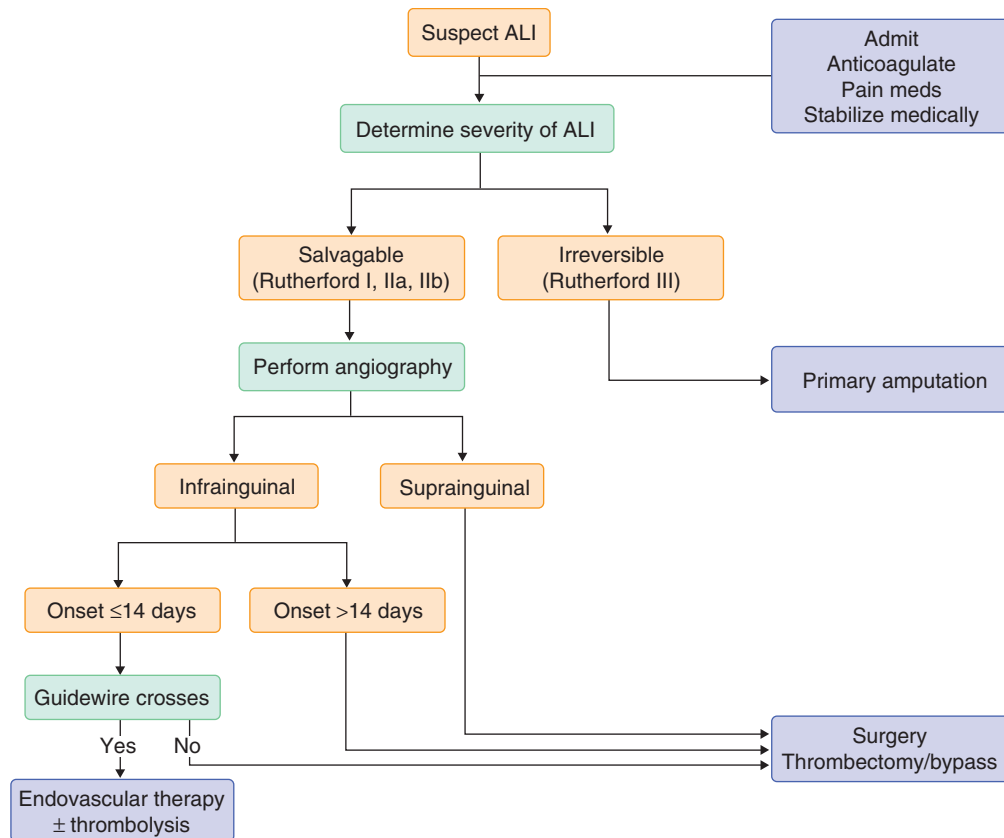 Suspect ALI
Admit
Anticoagulate
Pain meds
Stabilize medically
Determine severity of ALI
Salvagable
(Rutherford I, IIa, IIb)
Irreversible
(Rutherford III)
Perform angiography
Primary amputation
Infrainguinal
Suprainguinal
Onset ≤14 days
Onset >14 days
Guidewire crosses
Yes
No
Surgery
Thrombectomy/bypass
Endovascular therapy
± thrombolysis